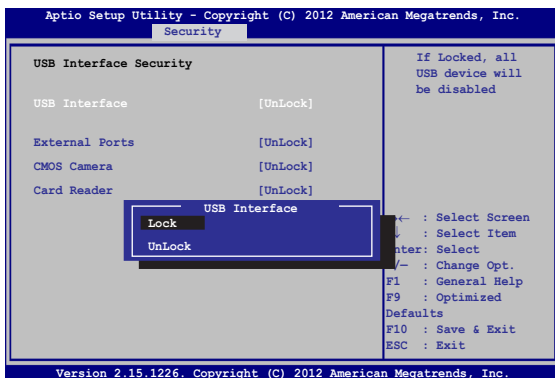 Aptio Setup Utility - Copyright (C) 2012 American Megatrends, Inc.
Security
USB Interface Security
USB Interface [UnLock]
External Ports [UnLock]
CMOS Camera [UnLock]
Card Reader [UnLock]
USB Interface
Lock
UnLock
If Locked, all
USB device will
be disabled
→← : Select Screen
↓ : Select Item
nter: Select
/— : Change Opt.
F1 : General Help
F9 : Optimized
Defaults
F10 : Save & Exit
ESC : Exit
Version 2.15.1226. Copyright (C) 2012 American Megatrends, Inc.